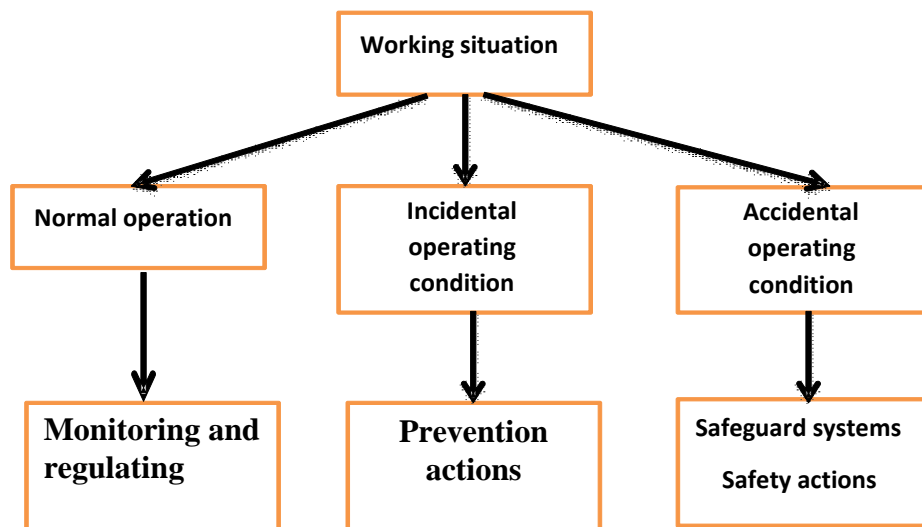 Working situation
Normal operation
Incidental
operating
condition
Accidental
operating
condition
Monitoring and
regulating
Prevention
actions
Safeguard systems
Safety actions